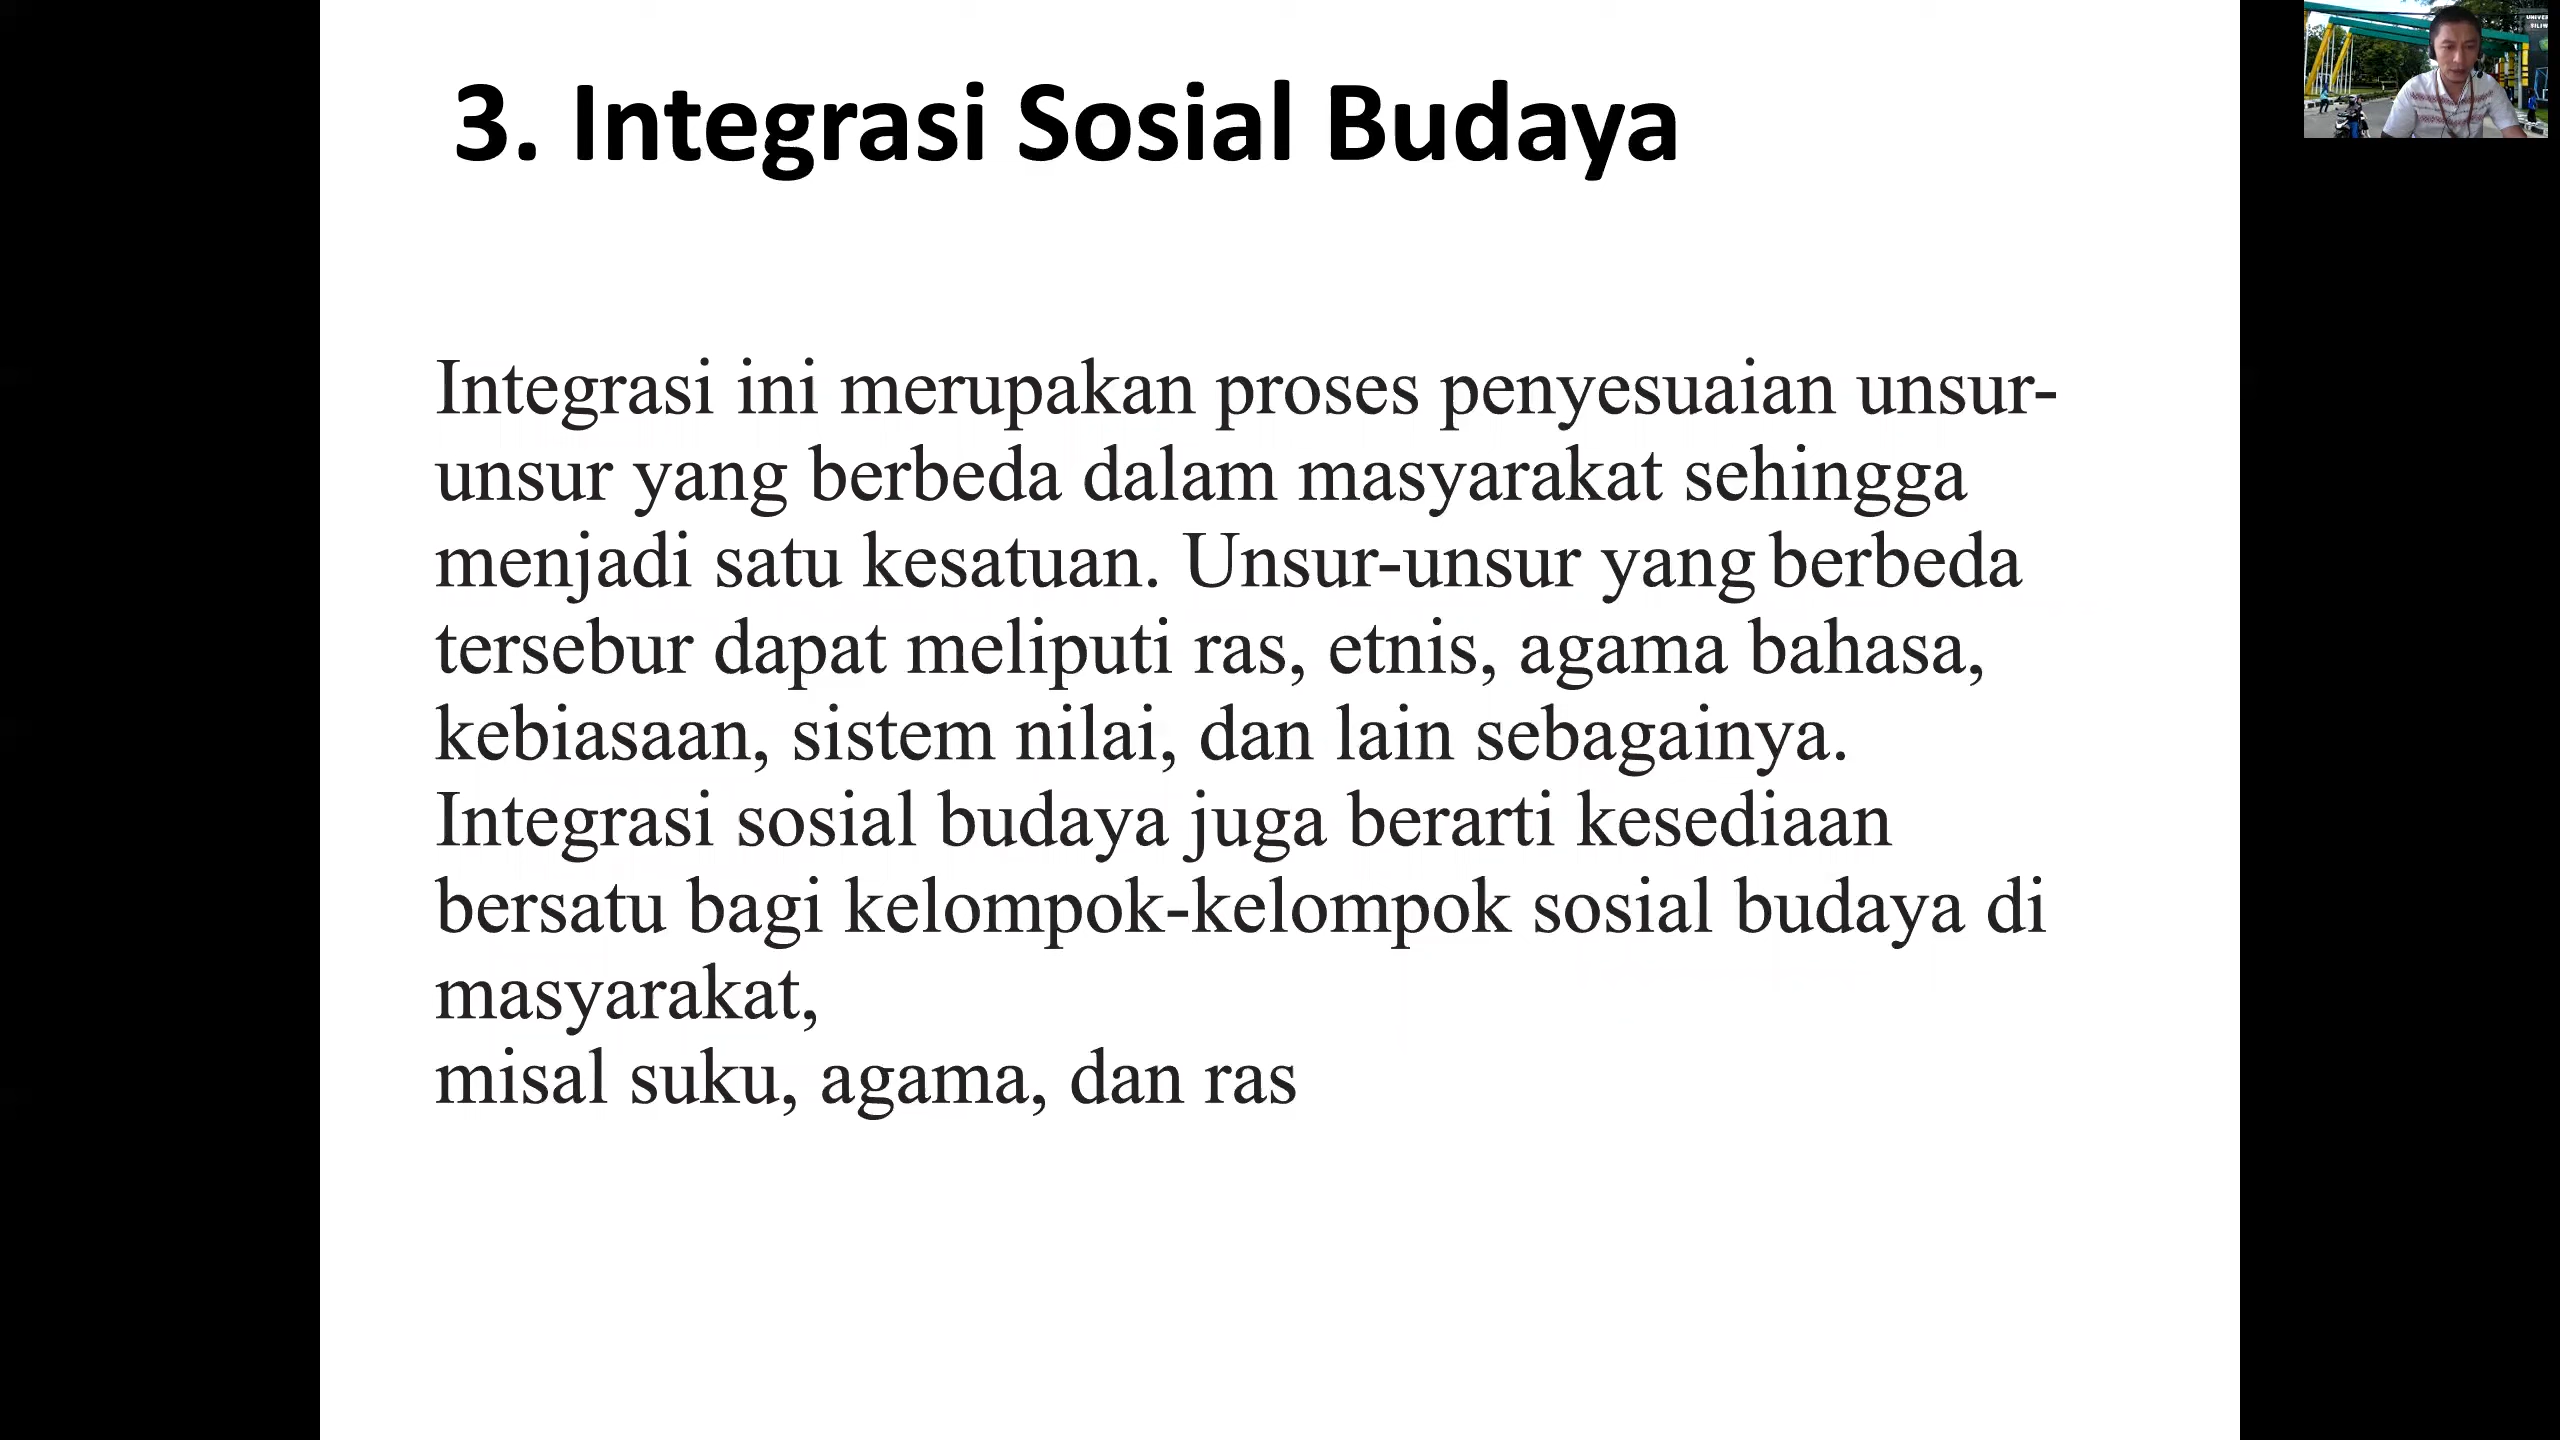 3. Integrasi Sosial Budaya
Integrasi ini merupakan proses penyesuaian unsur-
unsur yang berbeda dalam masyarakat sehingga
menjadi satu kesatuan. Unsur-unsur yang berbeda
tersebur dapat meliputi ras, etnis, agama bahasa,
kebiasaan, sistem nilai, dan lain sebagainya.
Integrasi sosial budaya juga berarti kesediaan
bersatu bagi kelompok-kelompok sosial budaya di
masyarakat,
misal suku, agama, dan ras